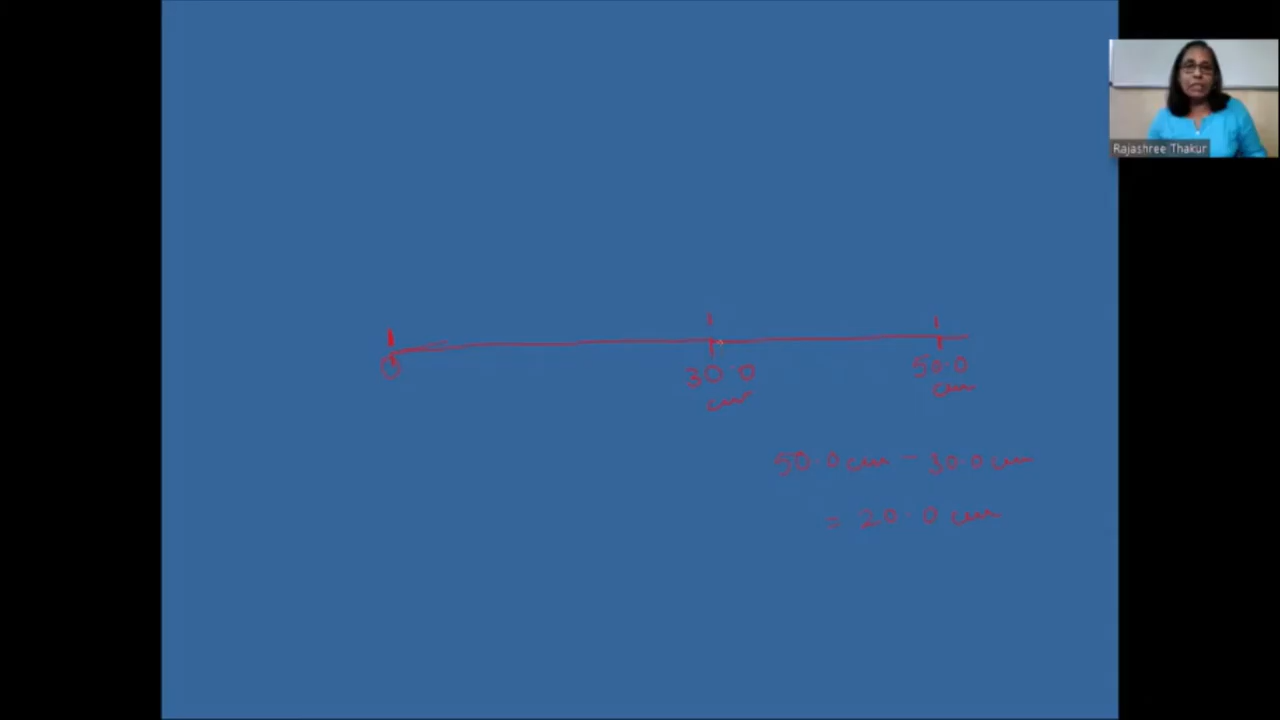 Rajashree Thakur
0 30.0 50.0
cm cm
50.0 cm - 30.0 cm
= 20.0 cm